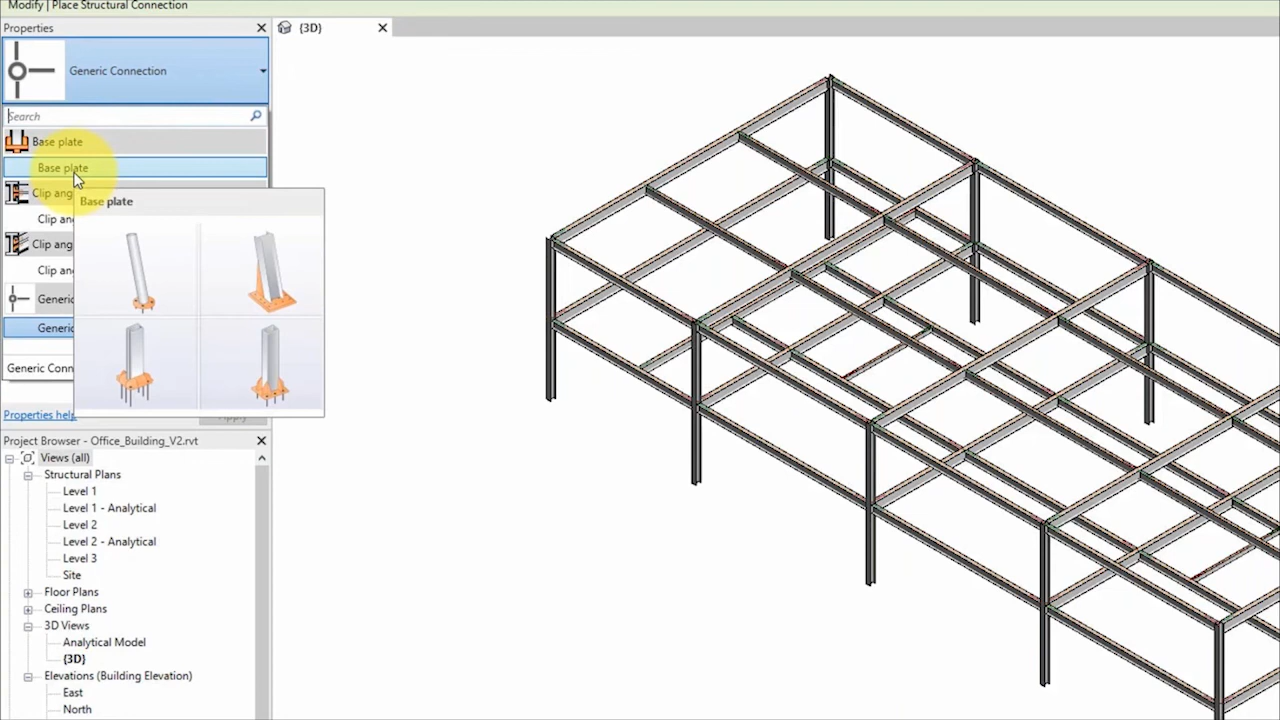 Modify | Place Structural Connection
Properties
{3D}
Generic Connection
Search
Base plate
Base plate
Clip ang
Base plate
Clip an
Clip ang
Clip an
Generic
Generic
Generic Conn
Properties help
Apply
Project Browser - Office_Building_V2.rvt
Views (all)
Structural Plans
Level 1
Level 1 - Analytical
Level 2
Level 2 - Analytical
Level 3
Site
Floor Plans
Ceiling Plans
3D Views
Analytical Model
{3D}
Elevations (Building Elevation)
East
North